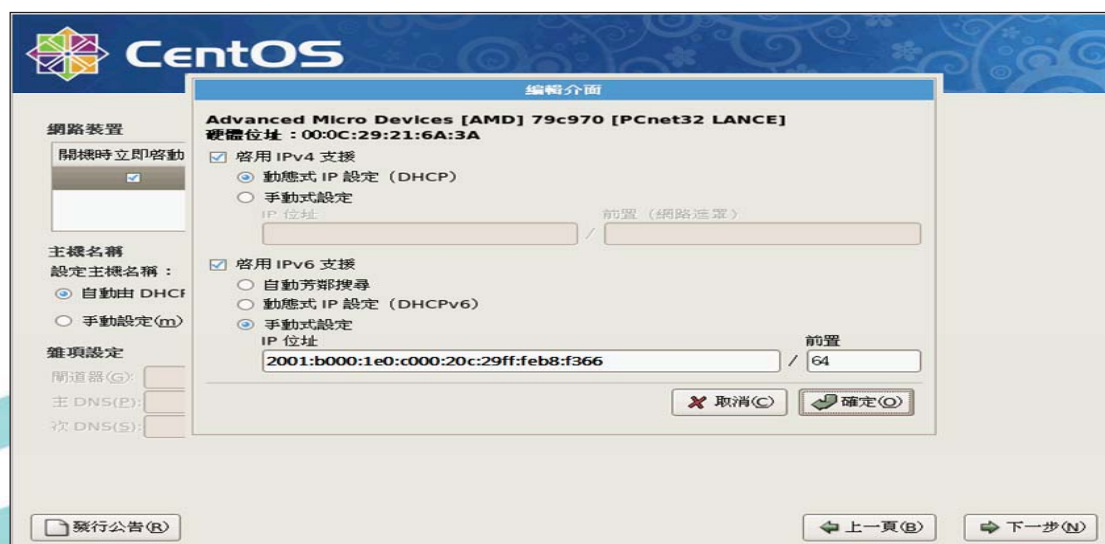 CentOS
編輯介面
Advanced Micro Devices [AMD] 79c970 [PCnet32 LANCE]
硬體位址：00:0C:29:21:6A:3A
網路裝置
開機時立即啓動
啓用 IPv4 支援
動態式 IP 設定（DHCP）
手動式設定
IP 位址 前置（網路遮罩）
/
主機名稱
設定主機名稱：
自動由 DHCP
手動設定(m)
啓用 IPv6 支援
自動芳鄰搜尋
動態式 IP 設定（DHCPv6）
手動式設定
IP 位址 前置
2001:b000:1e0:c000:20c:29ff:feb8:f366 / 64
雜項設定
閘道器(G):
主 DNS(P):
次 DNS(S):
取消(C) 確定(O)
發行公告(R) 上一頁(B) 下一步(N)